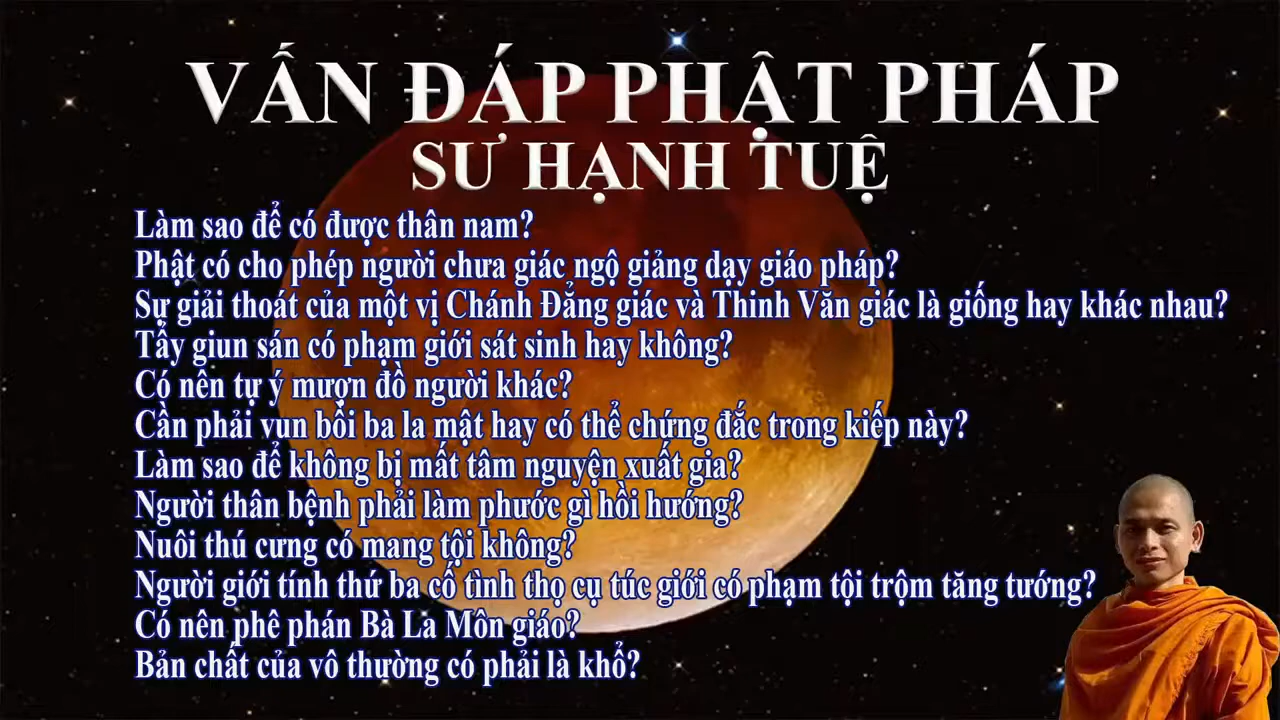 VẤN ĐÁP PHẬT PHÁP
SƯ HẠNH TUỆ
Làm sao để có được thân nam?
Phật có cho phép người chưa giác ngộ giảng dạy giáo pháp?
Sự giải thoát của một vị Chánh Đẳng giác và Thinh Văn giác là giống hay khác nhau?
Tẩy giun sán có phạm giới sát sinh hay không?
Có nên tự ý mượn đồ người khác?
Cần phải vun bồi ba la mật hay có thể chứng đắc trong kiếp này?
Làm sao để không bị mất tâm nguyện xuất gia?
Người thân bệnh phải làm phước gì hồi hướng?
Nuôi thú cưng có mang tội không?
Người giới tính thứ ba cố tình thọ cụ túc giới có phạm tội trộm tăng tướng?
Có nên phê phán Bà La Môn giáo?
Bản chất của vô thường có phải là khổ?